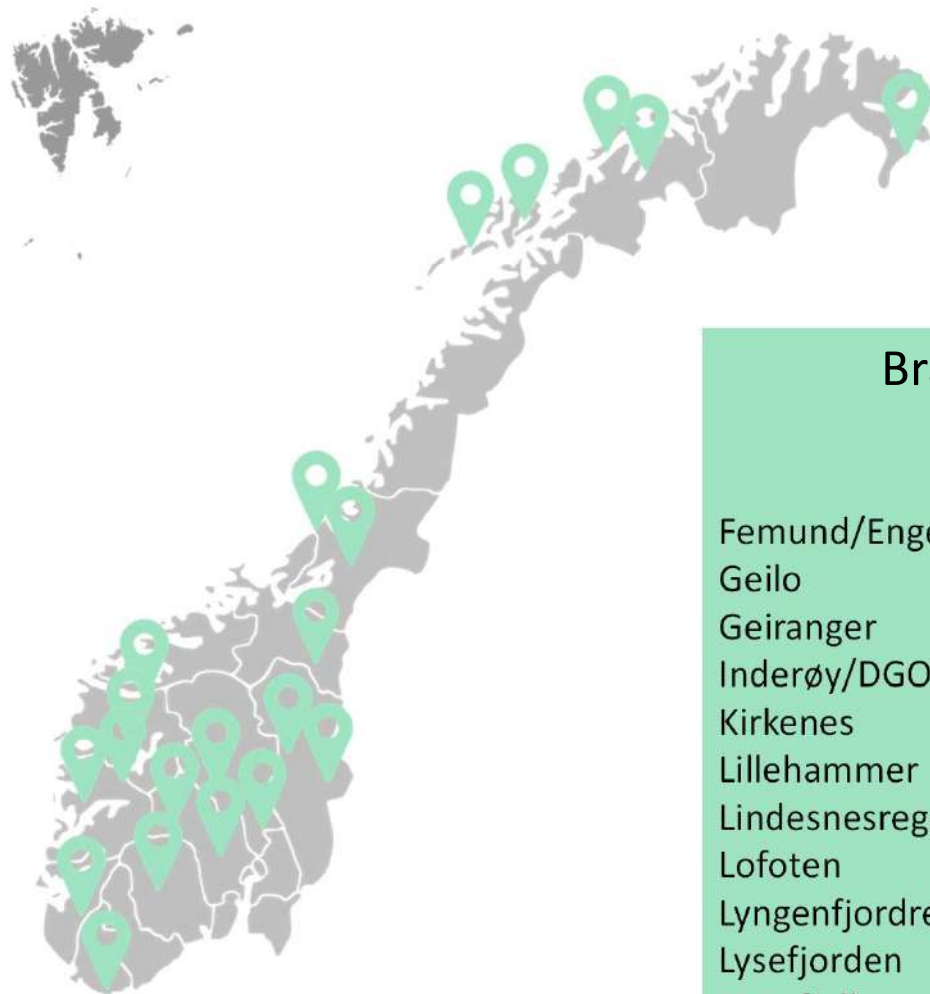 Br
Femund/Enge
Geilo
Geiranger
Inderøy/DGO
Kirkenes
Lillehammer
Lindesnesreg
Lofoten
Lyngenfjordre
Lysefjorden